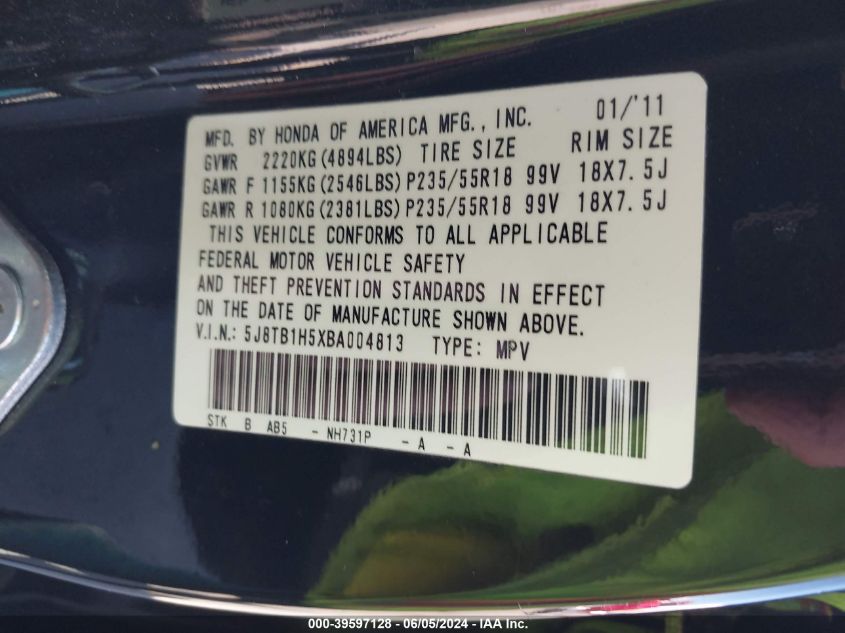 MFD. BY HONDA OF AMERICA MFG., INC. 01/'11
GVWR 2220KG (4894LBS) TIRE SIZE RIM SIZE
GAWR F 1155KG (2546LBS) P235/55R18 99V 18X7.5J
GAWR R 1080KG (2381LBS) P235/55R18 99V 18X7.5J
THIS VEHICLE CONFORMS TO ALL APPLICABLE
FEDERAL MOTOR VEHICLE SAFETY
AND THEFT PREVENTION STANDARDS IN EFFECT
ON THE DATE OF MANUFACTURE SHOWN ABOVE.
V.I.N.: 5J8TB1H5XBA004813 TYPE: MPV
STK B AB5 - NH731P - A - A
000-39597128 - 06/05/2024 - IAA Inc.